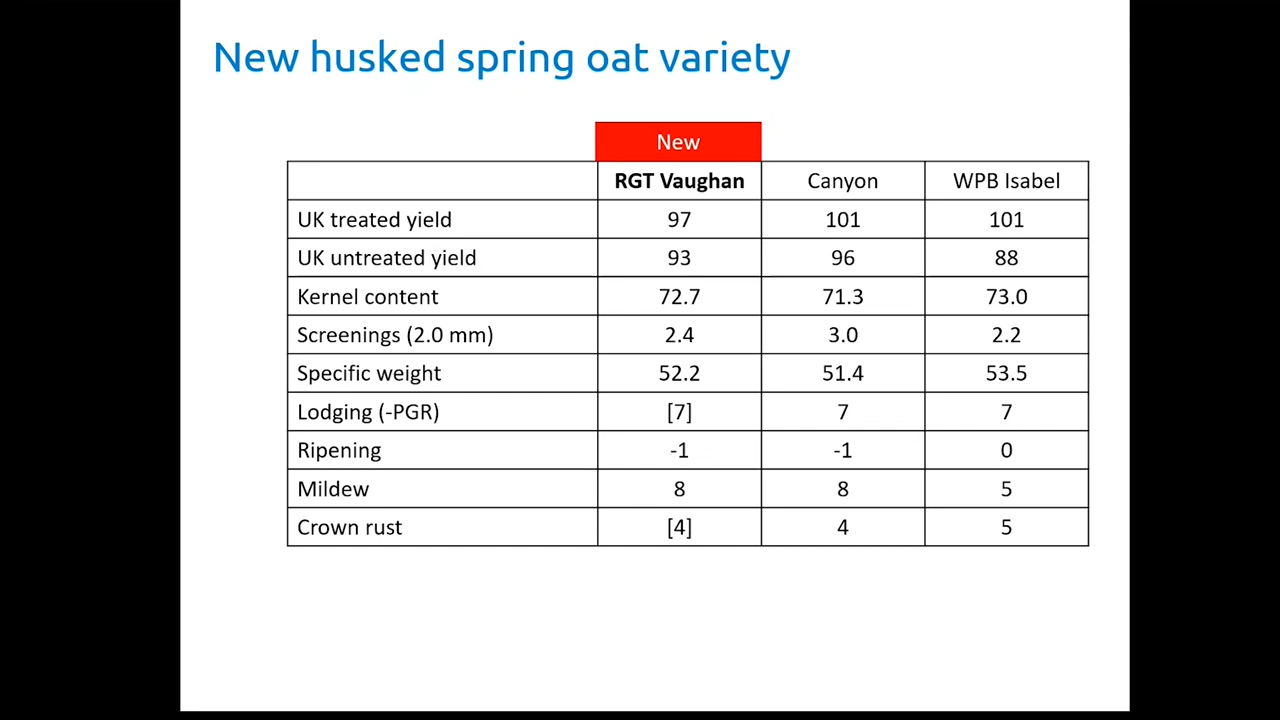 New husked spring oat variety
New
RGT Vaughan Canyon WPB Isabel
UK treated yield 97 101 101
UK untreated yield 93 96 88
Kernel content 72.7 71.3 73.0
Screenings (2.0 mm) 2.4 3.0 2.2
Specific weight 52.2 51.4 53.5
Lodging (-PGR) [7] 7 7
Ripening -1 -1 0
Mildew 8 8 5
Crown rust [4] 4 5